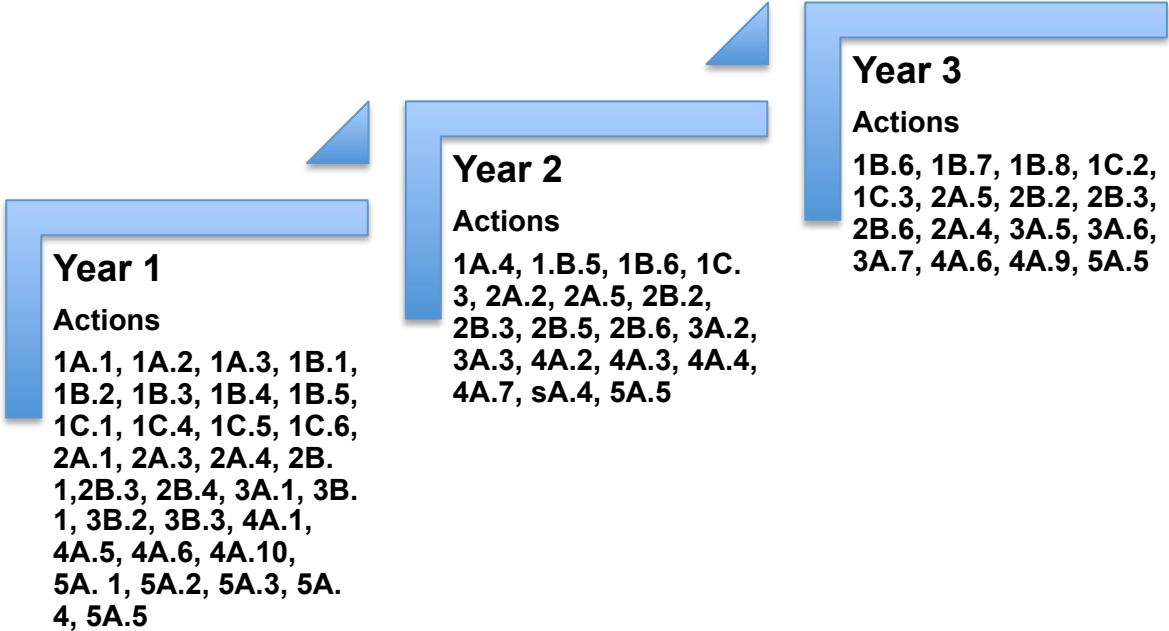 Year 1
Actions
1A.1, 1A.2, 1A.3, 1B.1,
1B.2, 1B.3, 1B.4, 1B.5,
1C.1, 1C.4, 1C.5, 1C.6,
2A.1, 2A.3, 2A.4, 2B.
1,2B.3, 2B.4, 3A.1, 3B.
1, 3B.2, 3B.3, 4A.1,
4A.5, 4A.6, 4A.10,
5A. 1, 5A.2, 5A.3, 5A.
4, 5A.5
Year 2
Actions
1A.4, 1.B.5, 1B.6, 1C.
3, 2A.2, 2A.5, 2B.2,
2B.3, 2B.5, 2B.6, 3A.2,
3A.3, 4A.2, 4A.3, 4A.4,
4A.7, sA.4, 5A.5
Year 3
Actions
1B.6, 1B.7, 1B.8, 1C.2,
1C.3, 2A.5, 2B.2, 2B.3,
2B.6, 2A.4, 3A.5, 3A.6,
3A.7, 4A.6, 4A.9, 5A.5